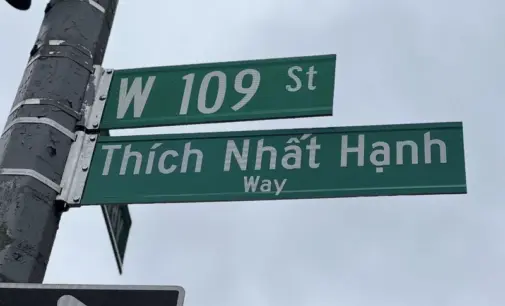 W 109 St
Thích Nhất Hạnh
Way